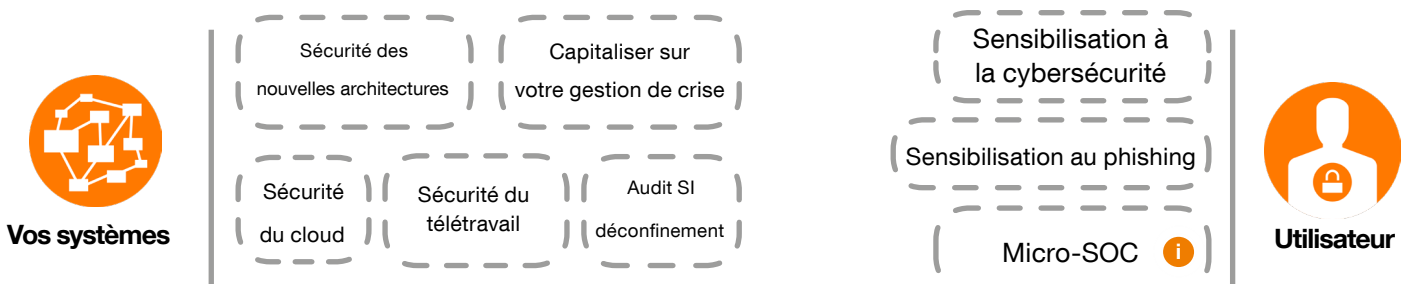 Vos systèmes
Sécurité des
nouvelles architectures
Capitaliser sur
votre gestion de crise
Sécurité
du cloud
Sécurité du
télétravail
Audit SI
déconfinement
Sensibilisation à
la cybersécurité
Sensibilisation au phishing
Micro-SOC i
Utilisateur